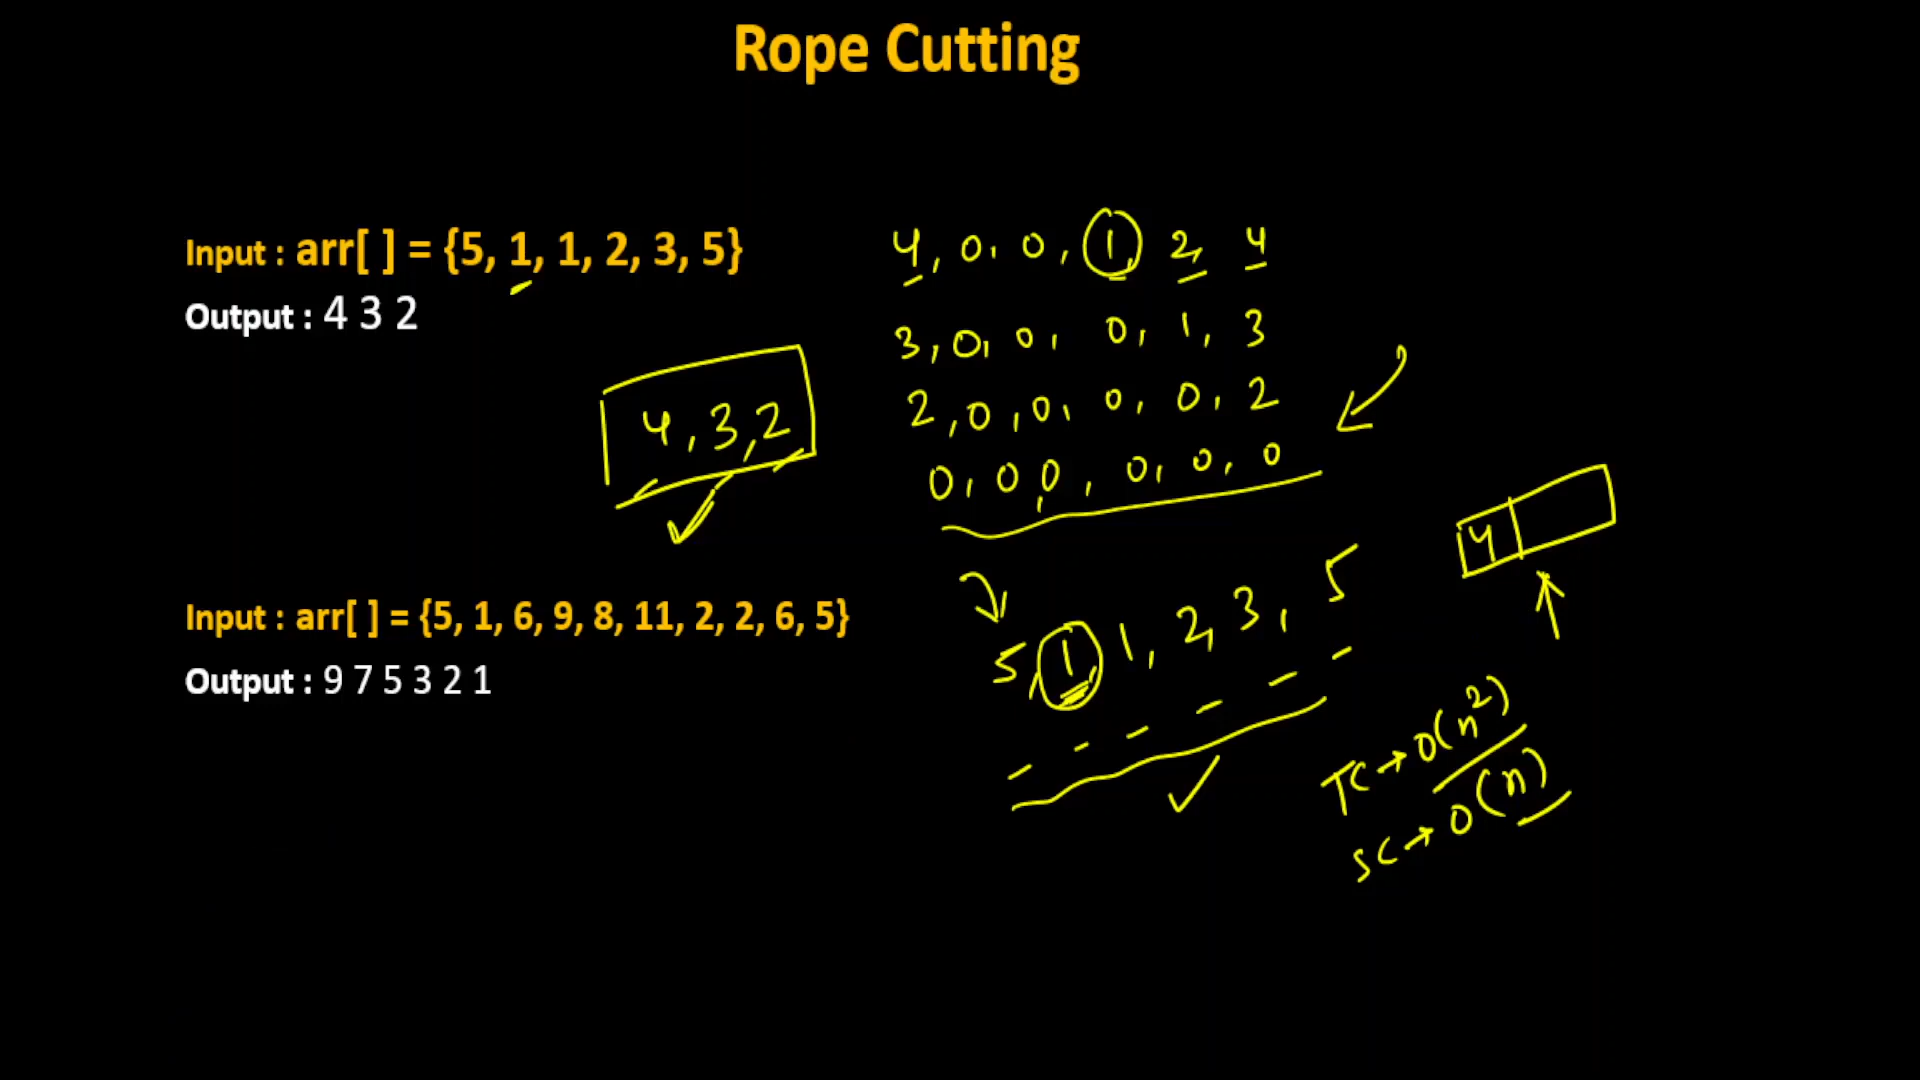 Rope Cutting
Input : arr[ ] = {5, 1, 1, 2, 3, 5}
Output : 4 3 2
4, 0, 0, 1, 2, 4
3, 0, 0, 0, 1, 3
2, 0, 0, 0, 0, 2
0, 0, 0, 0, 0, 0
4, 3, 2
4
Input : arr[ ] = {5, 1, 6, 9, 8, 11, 2, 2, 6, 5}
Output : 9 7 5 3 2 1
5, 1, 1, 2, 3, 5
TC → O(n²)
SC → O(n)